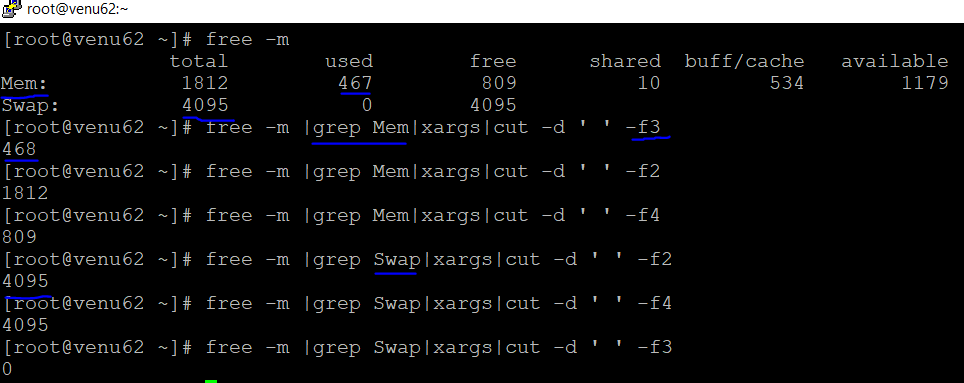 root@venu62:~
[root@venu62 ~]# free -m
total used free shared buff/cache available
Mem: 1812 467 809 10 534 1179
Swap: 4095 0 4095
[root@venu62 ~]# free -m |grep Mem|xargs|cut -d ' ' -f3
468
[root@venu62 ~]# free -m |grep Mem|xargs|cut -d ' ' -f2
1812
[root@venu62 ~]# free -m |grep Mem|xargs|cut -d ' ' -f4
809
[root@venu62 ~]# free -m |grep Swap|xargs|cut -d ' ' -f2
4095
[root@venu62 ~]# free -m |grep Swap|xargs|cut -d ' ' -f4
4095
[root@venu62 ~]# free -m |grep Swap|xargs|cut -d ' ' -f3
0